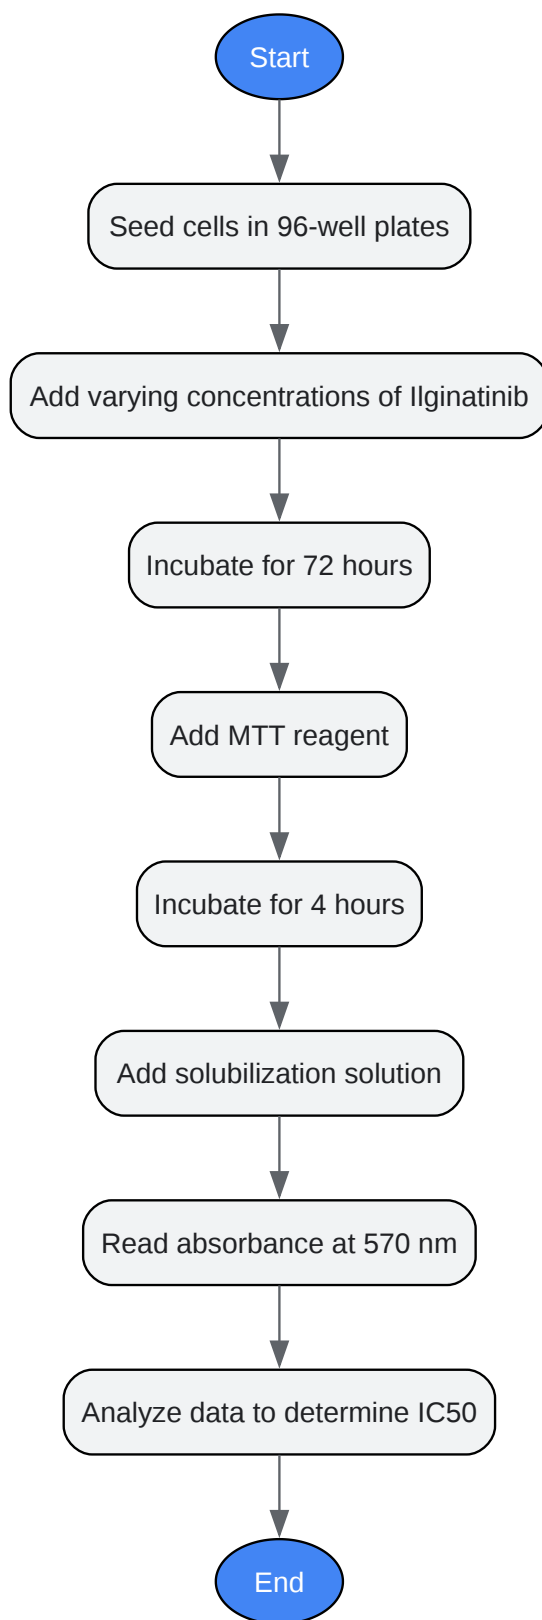 Start
Seed cells in 96-well plates
Add varying concentrations of Ilginatinib
Incubate for 72 hours
Add MTT reagent
Incubate for 4 hours
Add solubilization solution
Read absorbance at 570 nm
Analyze data to determine IC50
End